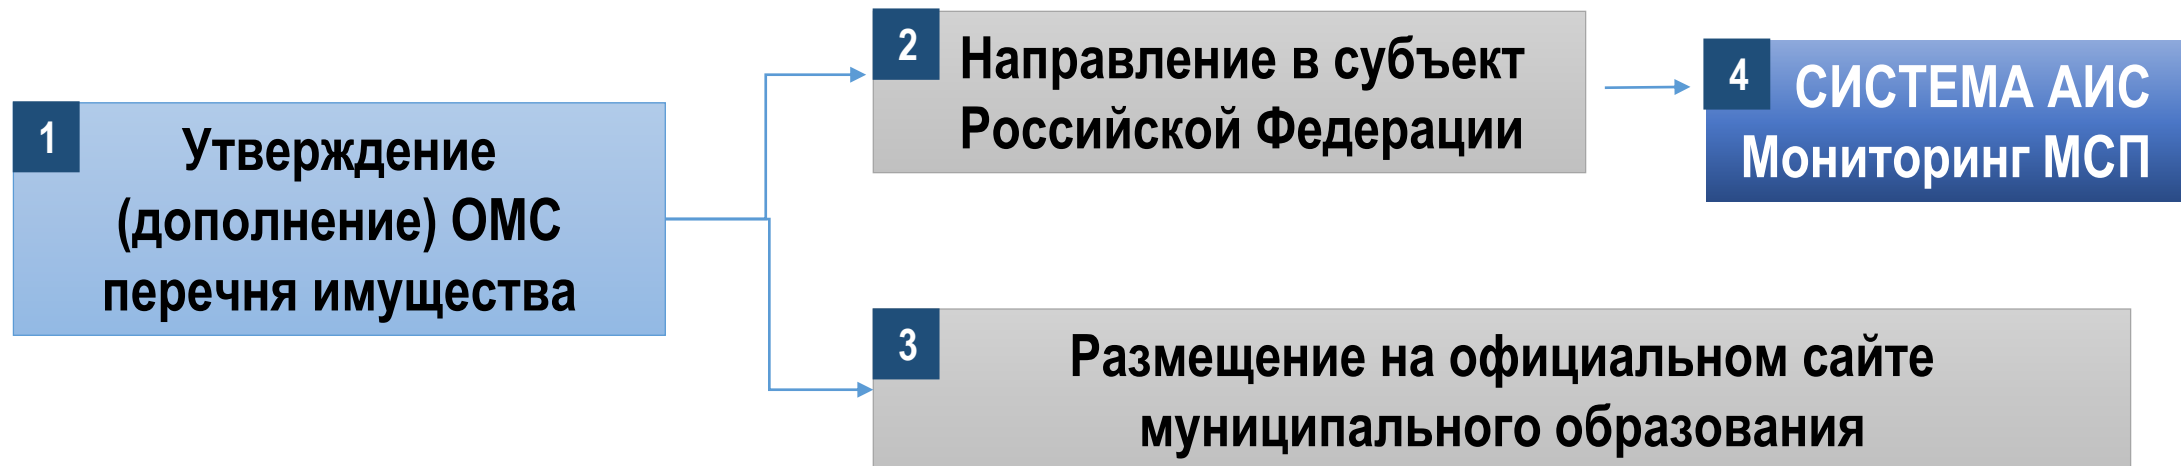 1
Утверждение
(дополнение) ОМС
перечня имущества
2
Направление в субъект
Российской Федерации
3
Размещение на официальном сайте
муниципального образования
4
СИСТЕМА АИС
Мониторинг МСП